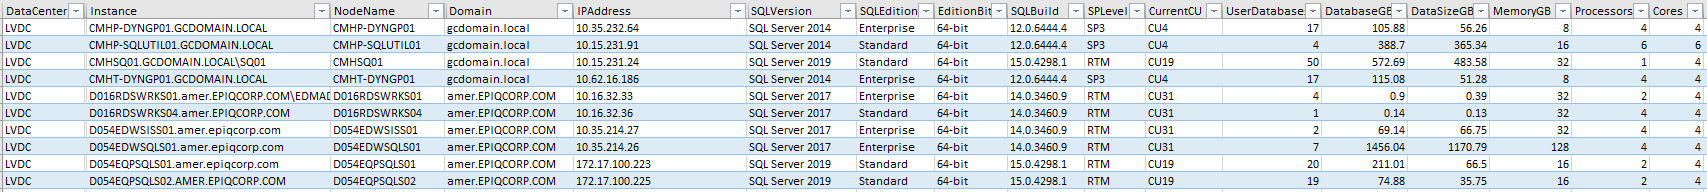 DataCenter Instance NodeName Domain IPAddress SQLVersion SQLEdition EditionBit SQLBuild SPLevel CurrentCU UserDatabase DatabaseGB DataSizeGB MemoryGB Processors Cores
LVDC CMHP-DYNGP01.GCDOMAIN.LOCAL CMHP-DYNGP01 gcdomain.local 10.35.232.64 SQL Server 2014 Enterprise 64-bit 12.0.6444.4 SP3 CU4 17 105.88 56.26 8 4 4
LVDC CMHP-SQLUTIL01.GCDOMAIN.LOCAL CMHP-SQLUTIL01 gcdomain.local 10.15.231.91 SQL Server 2014 Standard 64-bit 12.0.6444.4 SP3 CU4 4 388.7 365.34 16 6 6
LVDC CMHSQ01.GCDOMAIN.LOCAL\SQ01 CMHSQ01 gcdomain.local 10.15.231.24 SQL Server 2019 Standard 64-bit 15.0.4298.1 RTM CU19 50 572.69 483.58 32 1 4
LVDC CMHT-DYNGP01.GCDOMAIN.LOCAL CMHT-DYNGP01 gcdomain.local 10.62.16.186 SQL Server 2014 Enterprise 64-bit 12.0.6444.4 SP3 CU4 17 115.08 51.28 8 4 4
LVDC D016RDSWRKS01.amer.EPIQCORP.COM\EDMAD D016RDSWRKS01 amer.EPIQCORP.COM 10.16.32.33 SQL Server 2017 Enterprise 64-bit 14.0.3460.9 RTM CU31 4 0.9 0.39 32 2 4
LVDC D016RDSWRKS04.amer.EPIQCORP.COM D016RDSWRKS04 amer.EPIQCORP.COM 10.16.32.36 SQL Server 2017 Standard 64-bit 14.0.3460.9 RTM CU31 1 0.14 0.13 32 4 4
LVDC D054EDWSISS01.amer.epiqcorp.com D054EDWSISS01 amer.EPIQCORP.COM 10.35.214.27 SQL Server 2017 Enterprise 64-bit 14.0.3460.9 RTM CU31 2 69.14 66.75 32 2 4
LVDC D054EDWSQLS01.amer.epiqcorp.com D054EDWSQLS01 amer.EPIQCORP.COM 10.35.214.26 SQL Server 2017 Enterprise 64-bit 14.0.3460.9 RTM CU31 7 1456.04 1170.79 128 4 4
LVDC D054EQPSQLS01.amer.epiqcorp.com D054EQPSQLS01 amer.EPIQCORP.COM 172.17.100.223 SQL Server 2019 Standard 64-bit 15.0.4298.1 RTM CU19 20 211.01 66.5 16 2 4
LVDC D054EQPSQLS02.AMER.EPIQCORP.COM D054EQPSQLS02 amer.EPIQCORP.COM 172.17.100.225 SQL Server 2019 Standard 64-bit 15.0.4298.1 RTM CU19 19 74.88 35.75 16 2 4